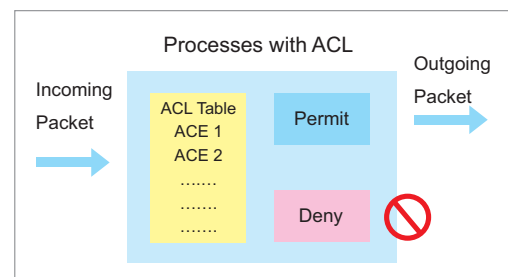 Processes with ACL
Incoming
Packet
ACL Table
ACE 1
ACE 2
.......
.......
.......
Permit
Deny
Outgoing
Packet